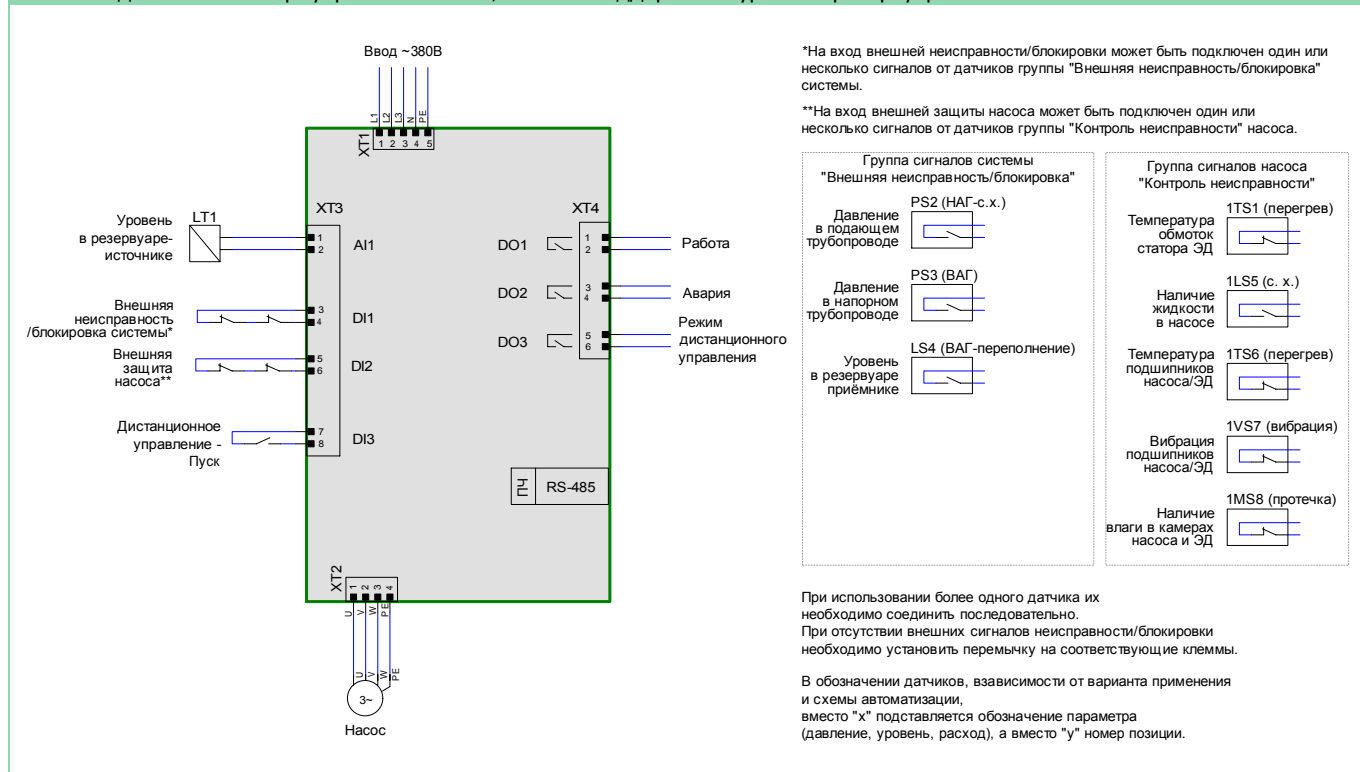 Ввод ~380В
L1
L2
L3
N
PE
XT1
1 2 3 4 5
XT3
XT4
Уровень
в резервуаре-
источнике
LT1
1
2
AI1
Внешняя
неисправность
/блокировка системы*
3
4
DI1
Внешняя
защита
насоса**
5
6
DI2
Дистанционное
управление -
Пуск
7
8
DI3
DO1
1
2
Работа
DO2
3
4
Авария
DO3
5
6
Режим
дистанционного
управления
ПЧ
RS-485
XT2
1 2 3 4
U
V
W
PE
U
V
W
PE
3~
Насос
*На вход внешней неисправности/блокировки может быть подключен один или
несколько сигналов от датчиков группы "Внешняя неисправность/блокировка"
системы.
**На вход внешней защиты насоса может быть подключен один или
несколько сигналов от датчиков группы "Контроль неисправности" насоса.
Группа сигналов системы
"Внешняя неисправность/блокировка"
PS2 (НАГ-с.х.)
Давление
в подающем
трубопроводе
PS3 (ВАГ)
Давление
в напорном
трубопроводе
LS4 (ВАГ-переполнение)
Уровень
в резервуаре
приёмнике
Группа сигналов насоса
"Контроль неисправности"
1TS1 (перегрев)
Температура
обмоток
статора ЭД
1LS5 (с. х.)
Наличие
жидкости
в насосе
1TS6 (перегрев)
Температура
подшипников
насоса/ЭД
1VS7 (вибрация)
Вибрация
подшипников
насоса/ЭД
1MS8 (протечка)
Наличие
влаги в камерах
насоса и ЭД
При использовании более одного датчика их
необходимо соединить последовательно.
При отсутствии внешних сигналов неисправности/блокировки
необходимо установить перемычку на соответствующие клеммы.
В обозначении датчиков, взависимости от варианта применения
и схемы автоматизации,
вместо "х" подставляется обозначение параметра
(давление, уровень, расход), а вместо "у" номер позиции.